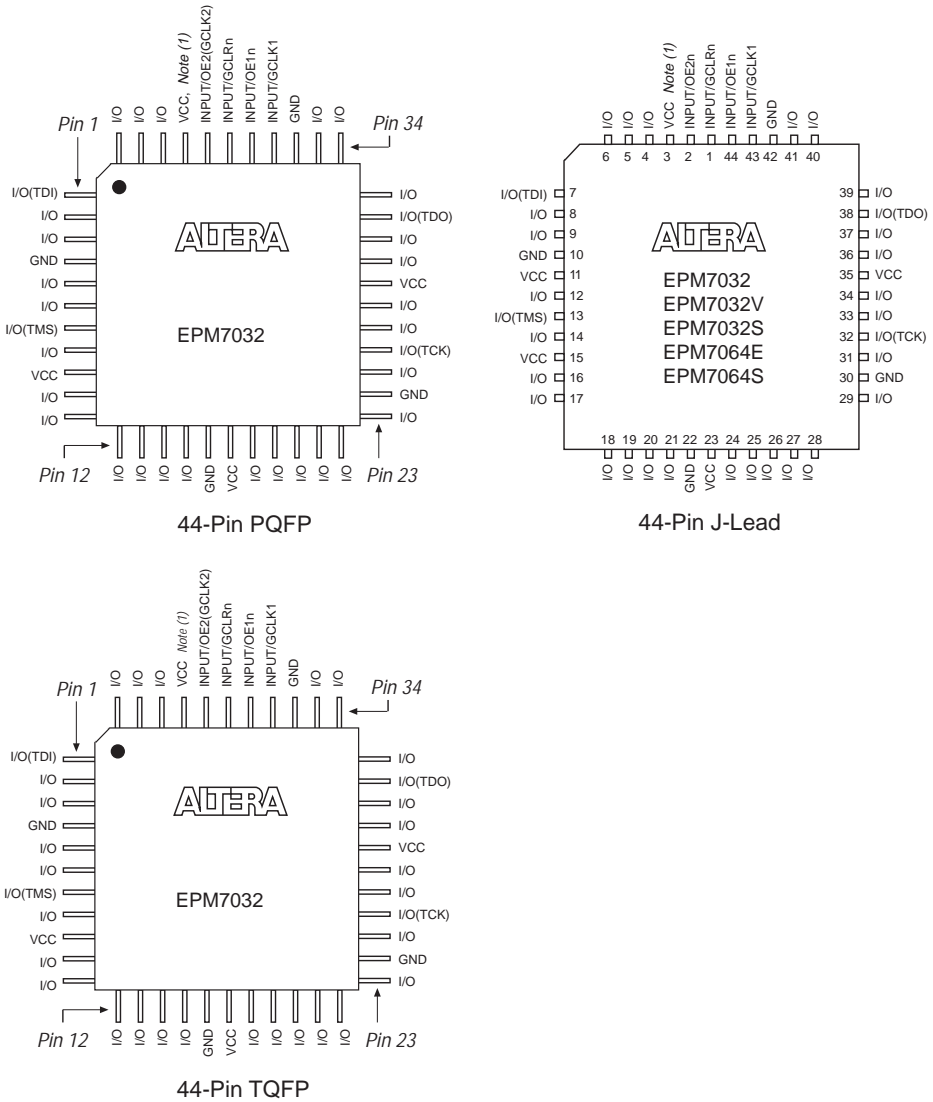 I/O
I/O
I/O
VCC, Note (1)
INPUT/OE2(GCLK2)
INPUT/GCLRn
INPUT/OE1n
INPUT/GCLK1
GND
I/O
I/O
Pin 1
Pin 34
I/O(TDI)
I/O
I/O
GND
I/O
I/O
I/O(TMS)
I/O
VCC
I/O
I/O
ALTERA
EPM7032
I/O
I/O(TDO)
I/O
I/O
VCC
I/O
I/O
I/O(TCK)
I/O
GND
I/O
Pin 12
I/O
I/O
I/O
I/O
GND
VCC
I/O
I/O
I/O
I/O
I/O
Pin 23
44-Pin PQFP
I/O
I/O
I/O
VCC Note (1)
INPUT/OE2n
INPUT/GCLRn
INPUT/OE1n
INPUT/GCLK1
GND
I/O
I/O
6 5 4 3 2 1 44 43 42 41 40
I/O(TDI) 7
I/O 8
I/O 9
GND 10
VCC 11
I/O 12
I/O(TMS) 13
I/O 14
VCC 15
I/O 16
I/O 17
ALTERA
EPM7032
EPM7032V
EPM7032S
EPM7064E
EPM7064S
39 I/O
38 I/O(TDO)
37 I/O
36 I/O
35 VCC
34 I/O
33 I/O
32 I/O(TCK)
31 I/O
30 GND
29 I/O
18 19 20 21 22 23 24 25 26 27 28
I/O
I/O
I/O
I/O
GND
VCC
I/O
I/O
I/O
I/O
I/O
44-Pin J-Lead
I/O
I/O
I/O
VCC Note (1)
INPUT/OE2(GCLK2)
INPUT/GCLRn
INPUT/OE1n
INPUT/GCLK1
GND
I/O
I/O
Pin 1
Pin 34
I/O(TDI)
I/O
I/O
GND
I/O
I/O
I/O(TMS)
I/O
VCC
I/O
I/O
ALTERA
EPM7032
I/O
I/O(TDO)
I/O
I/O
VCC
I/O
I/O
I/O(TCK)
I/O
GND
I/O
Pin 12
I/O
I/O
I/O
I/O
GND
VCC
I/O
I/O
I/O
I/O
I/O
Pin 23
44-Pin TQFP